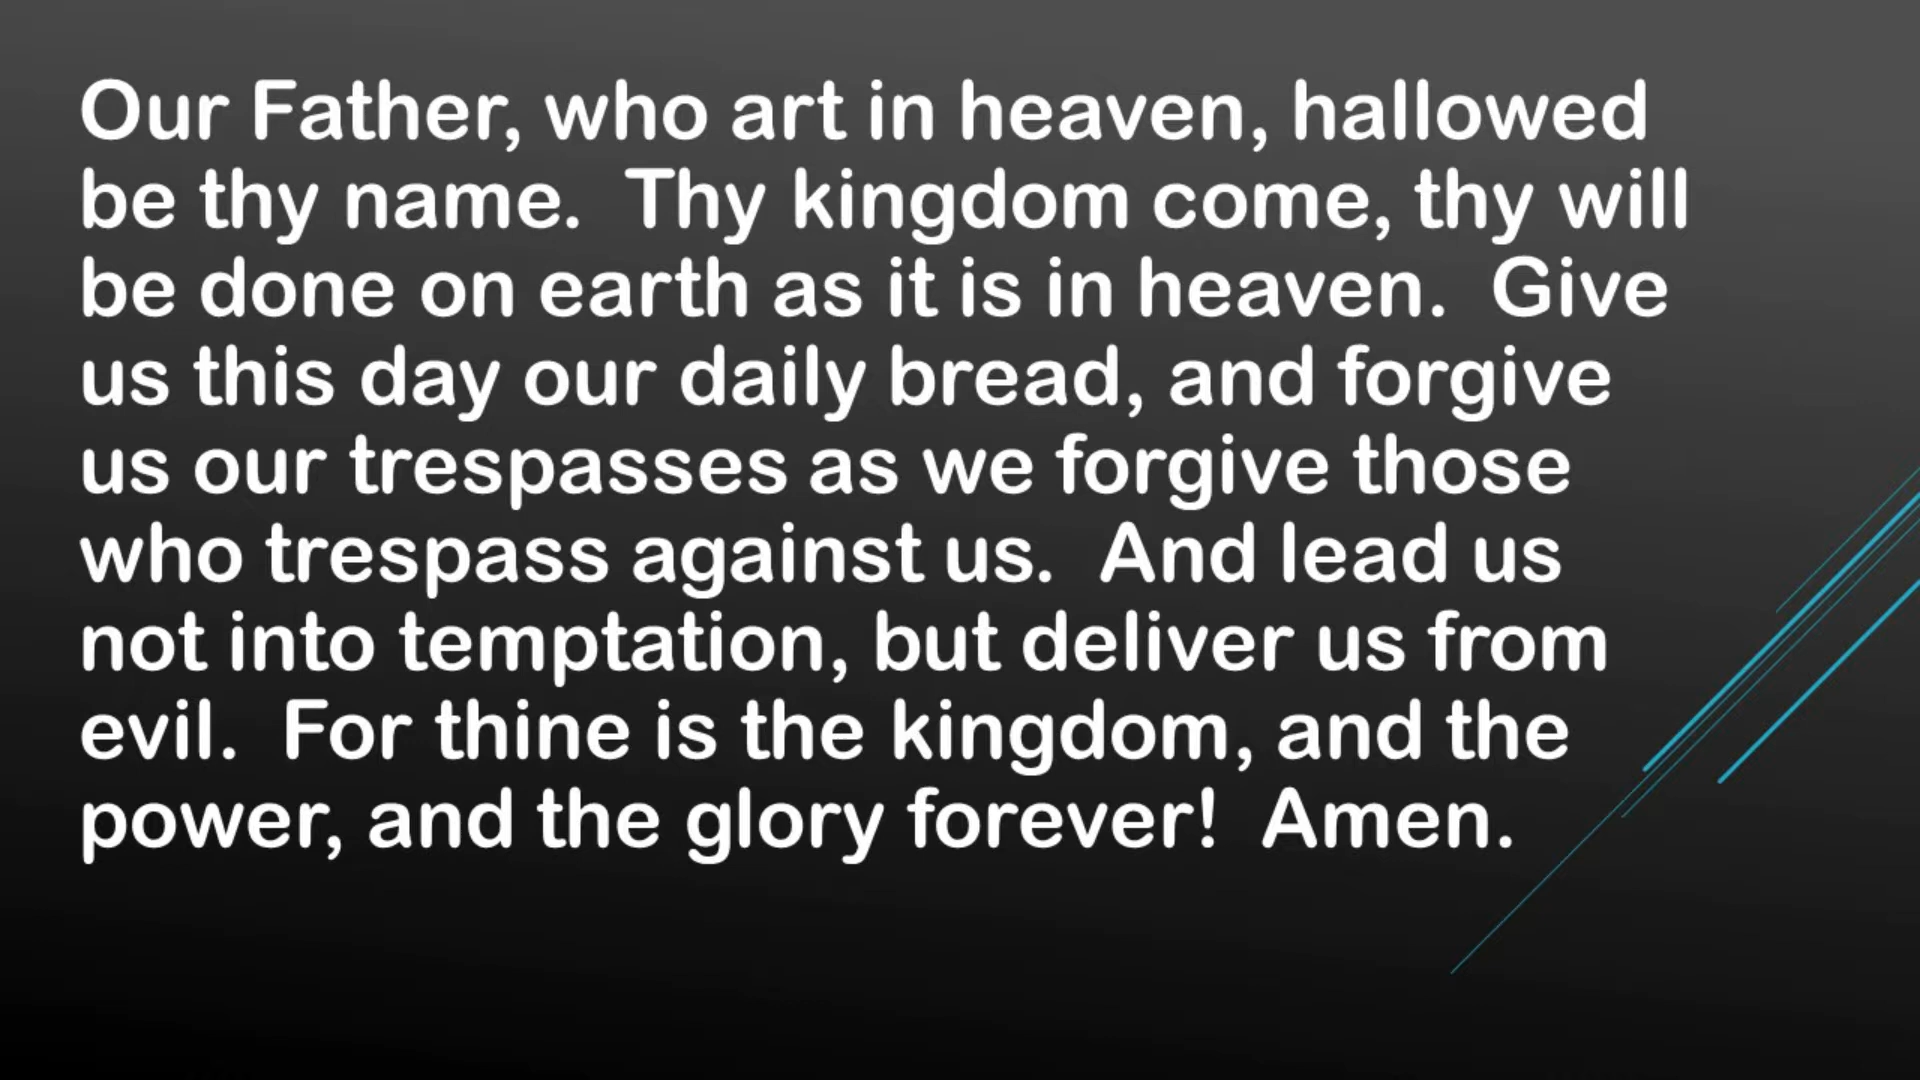 Our Father, who art in heaven, hallowed
be thy name.  Thy kingdom come, thy will
be done on earth as it is in heaven.  Give
us this day our daily bread, and forgive
us our trespasses as we forgive those
who trespass against us.  And lead us
not into temptation, but deliver us from
evil.  For thine is the kingdom, and the
power, and the glory forever!  Amen.